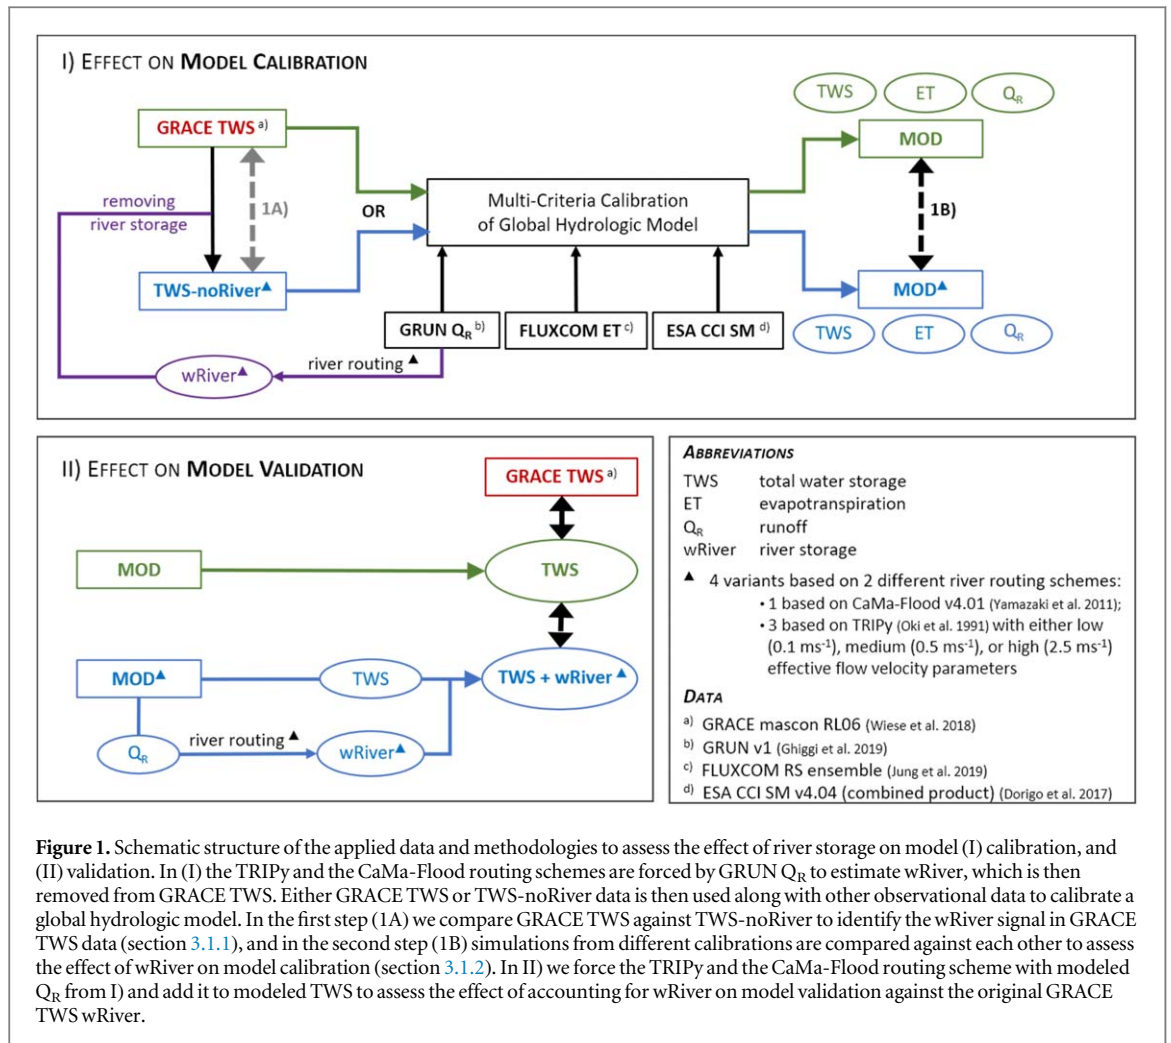 I) EFFECT ON MODEL CALIBRATION
TWS
ET
QR
GRACE TWS a)
MOD
removing
river storage
1A)
OR
Multi-Criteria Calibration
of Global Hydrologic Model
1B)
TWS-noRiver▲
MOD▲
GRUN QR b)
FLUXCOM ET c)
ESA CCI SM d)
TWS
ET
QR
wRiver▲
river routing ▲
II) EFFECT ON MODEL VALIDATION
GRACE TWS a)
MOD
TWS
MOD▲
TWS
TWS + wRiver ▲
QR
river routing ▲
wRiver▲
ABBREVIATIONS
TWS total water storage
ET evapotranspiration
QR runoff
wRiver river storage
▲ 4 variants based on 2 different river routing schemes:
• 1 based on CaMa-Flood v4.01 (Yamazaki et al. 2011);
• 3 based on TRIPy (Oki et al. 1991) with either low
(0.1 ms-1), medium (0.5 ms-1), or high (2.5 ms-1)
effective flow velocity parameters
DATA
a) GRACE mascon RL06 (Wiese et al. 2018)
b) GRUN v1 (Ghiggi et al. 2019)
c) FLUXCOM RS ensemble (Jung et al. 2019)
d) ESA CCI SM v4.04 (combined product) (Dorigo et al. 2017)
Figure 1. Schematic structure of the applied data and methodologies to assess the effect of river storage on model (I) calibration, and
(II) validation. In (I) the TRIPy and the CaMa-Flood routing schemes are forced by GRUN QR to estimate wRiver, which is then
removed from GRACE TWS. Either GRACE TWS or TWS-noRiver data is then used along with other observational data to calibrate a
global hydrologic model. In the first step (1A) we compare GRACE TWS against TWS-noRiver to identify the wRiver signal in GRACE
TWS data (section 3.1.1), and in the second step (1B) simulations from different calibrations are compared against each other to assess
the effect of wRiver on model calibration (section 3.1.2). In II) we force the TRIPy and the CaMa-Flood routing scheme with modeled
QR from I) and add it to modeled TWS to assess the effect of accounting for wRiver on model validation against the original GRACE
TWS wRiver.